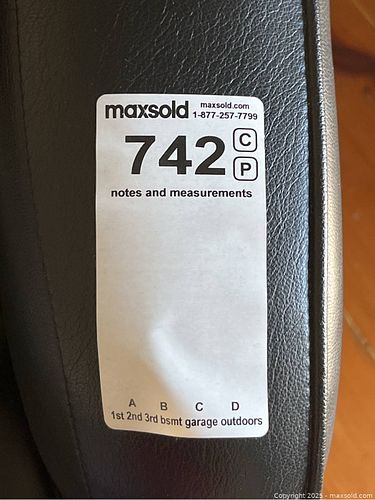 maxsold maxsold.com
1-877-257-7799
742 C
P
notes and measurements
A B C D
1st 2nd 3rd bsmt garage outdoors
Copyright 2025 - maxsold.com